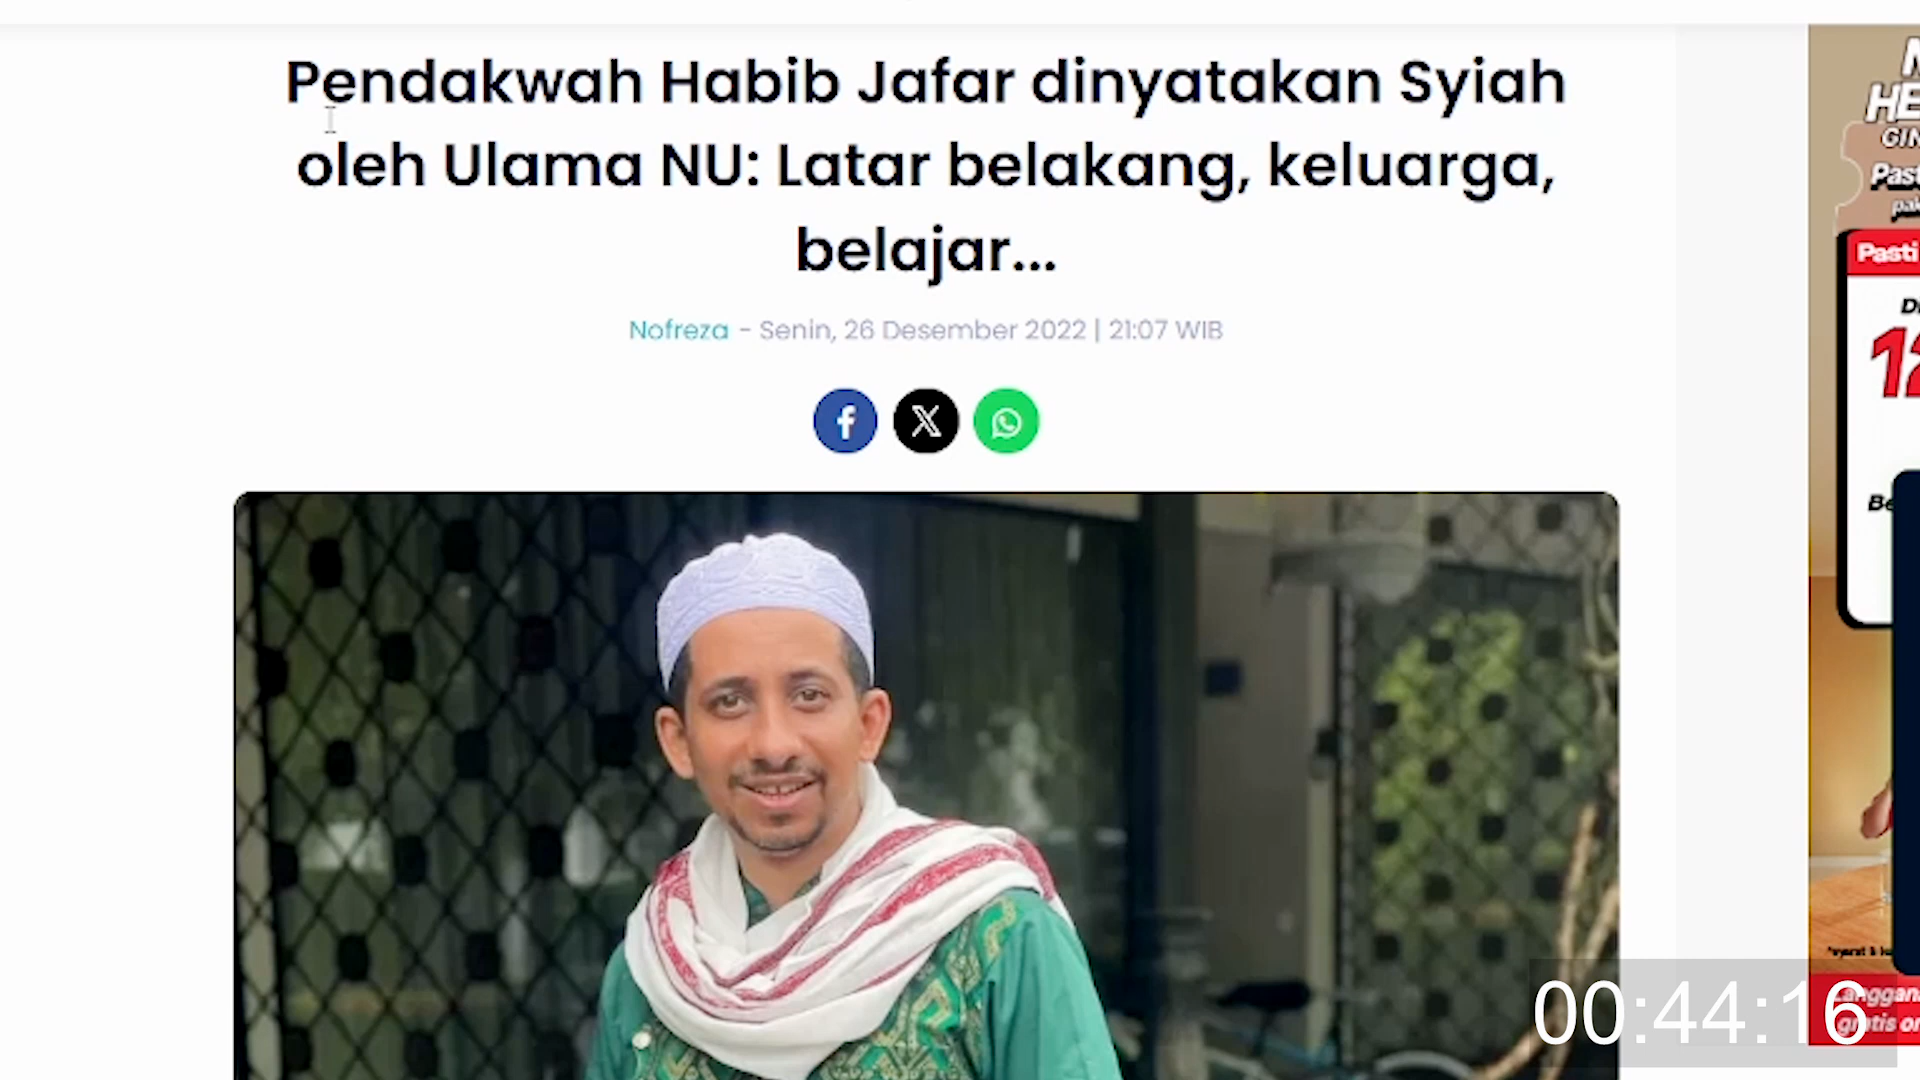 Pendakwah Habib Jafar dinyatakan Syiah
oleh Ulama NU: Latar belakang, keluarga,
belajar...
Nofreza - Senin, 26 Desember 2022 | 21:07 WIB
Pasti
00:44:16